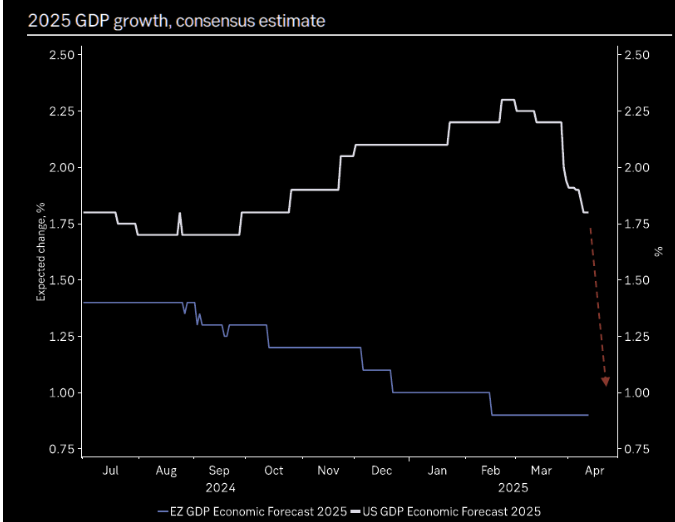 2025 GDP growth, consensus estimate
2.50 2.50
2.25 2.25
2.00 2.00
1.75 1.75
1.50 1.50
1.25 1.25
1.00 1.00
0.75 0.75
Expected change, %
%
Jul Aug Sep Oct Nov Dec Jan Feb Mar Apr
2024 2025
EZ GDP Economic Forecast 2025 US GDP Economic Forecast 2025